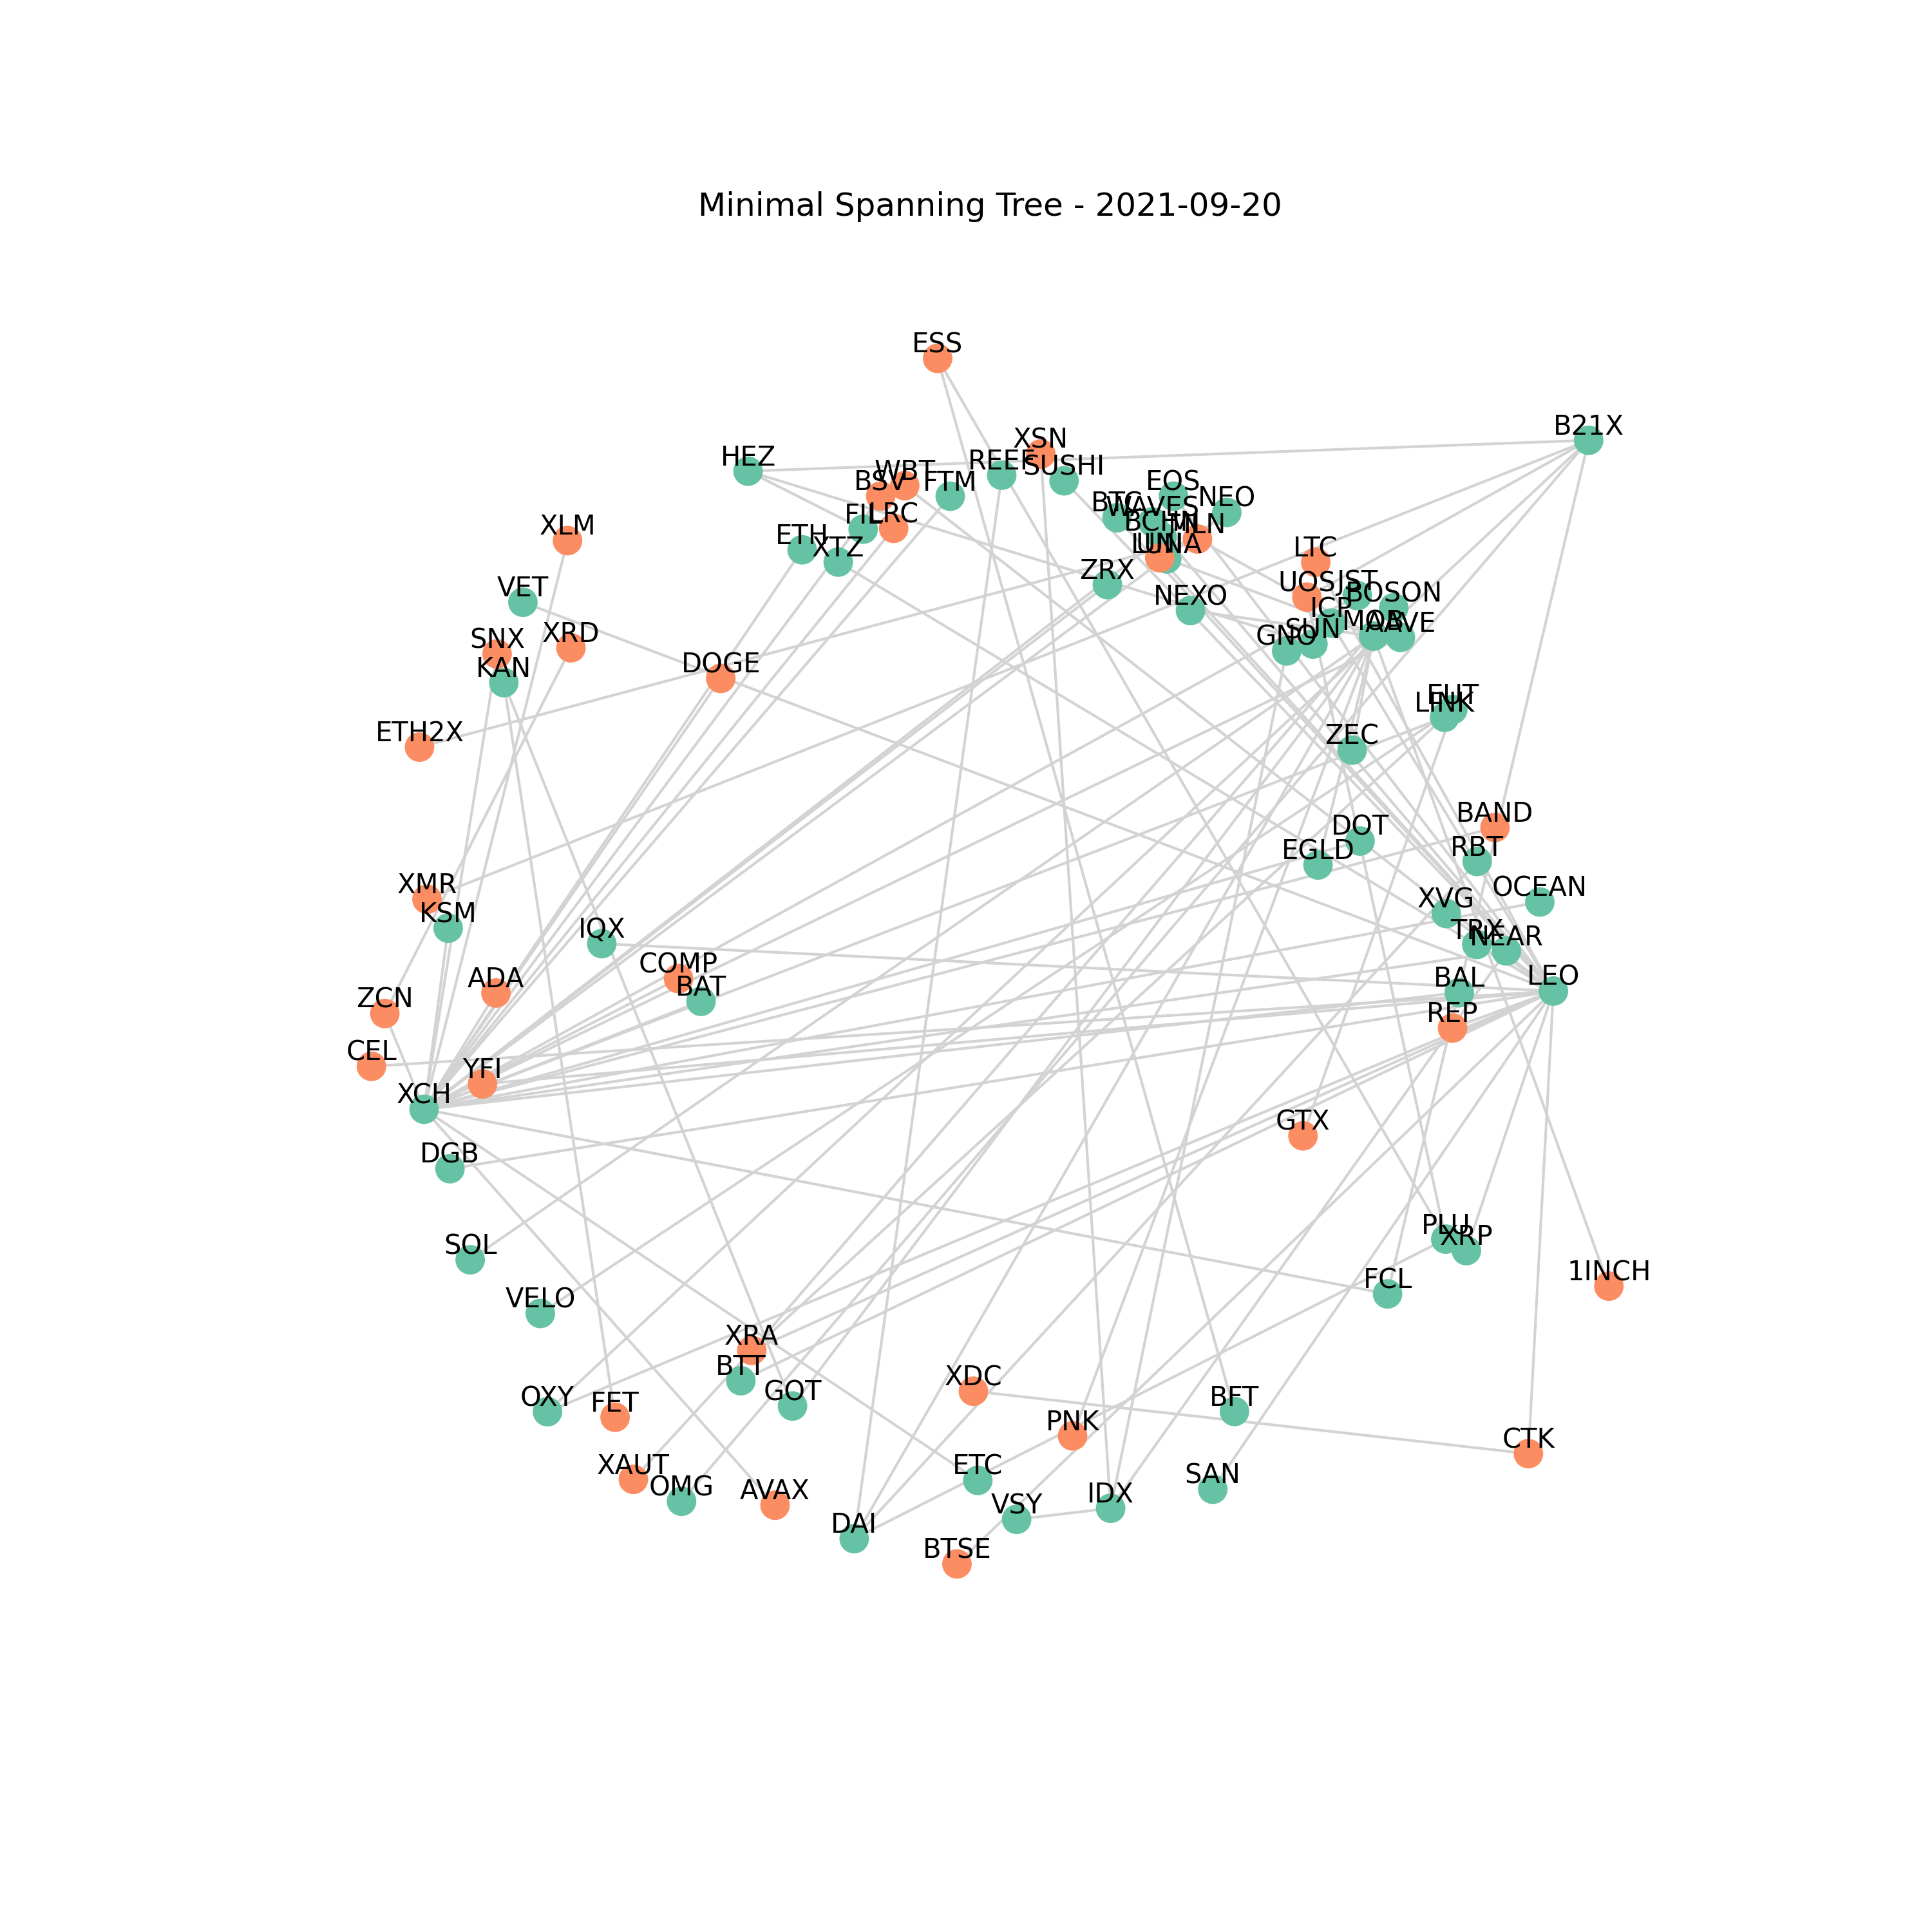 Minimal Spanning Tree - 2021-09-20
ESS
B21X
XSN
HEZ
REEF
SUSHI
WBT
BSV
FTM
EOS
NEO
BTC
WAVES
FIL
LRC
BCHN
MLN
XLM
ETH
XTZ
UNI
LUNA
LTC
ZRX
VET
UOS
JST
NEXO
BOSON
ICP
SNX
XRD
GNO
SUN
MOB
AAVE
KAN
DOGE
LINK
ETH2X
ZEC
BAND
DOT
EGLD
RBT
XMR
OCEAN
KSM
XVG
IQX
TRX
NEAR
COMP
ADA
BAT
BAL
LEO
ZCN
REP
CEL
YFI
XCH
GTX
DGB
PLU
XRP
SOL
1INCH
FCL
VELO
XRA
BTT
XDC
GOT
OXY
FET
BFT
PNK
CTK
XAUT
ETC
SAN
OMG
AVAX
VSY
IDX
DAI
BTSE